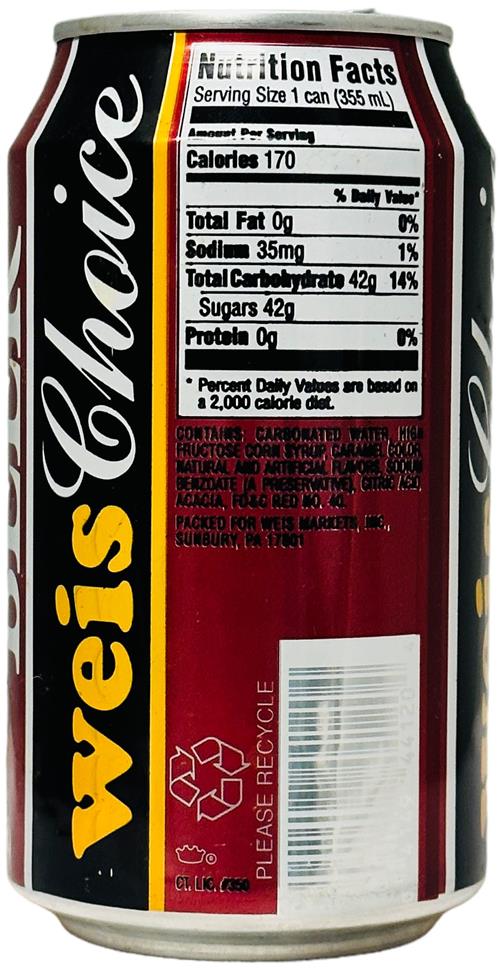 weis Choice
Nutrition Facts
Serving Size 1 can (355 mL)
Amount Per Serving
Calories 170
% Daily Value*
Total Fat 0g 0%
Sodium 35mg 1%
Total Carbohydrate 42g 14%
Sugars 42g
Protein 0g 0%
* Percent Daily Values are based on
a 2,000 calorie diet.
CONTAINS CARBONATED WATER, HIGH
FRUCTOSE CORN SYRUP, CARAMEL COLOR,
NATURAL AND ARTIFICIAL FLAVORS, SODIUM
BENZOATE (A PRESERVATIVE), CITRIC ACID,
ACACIA, FD&C RED NO. 40.
PACKED FOR WEIS MARKETS, INC.,
SUNBURY, PA 17801
PLEASE RECYCLE
CT. LIC. #350